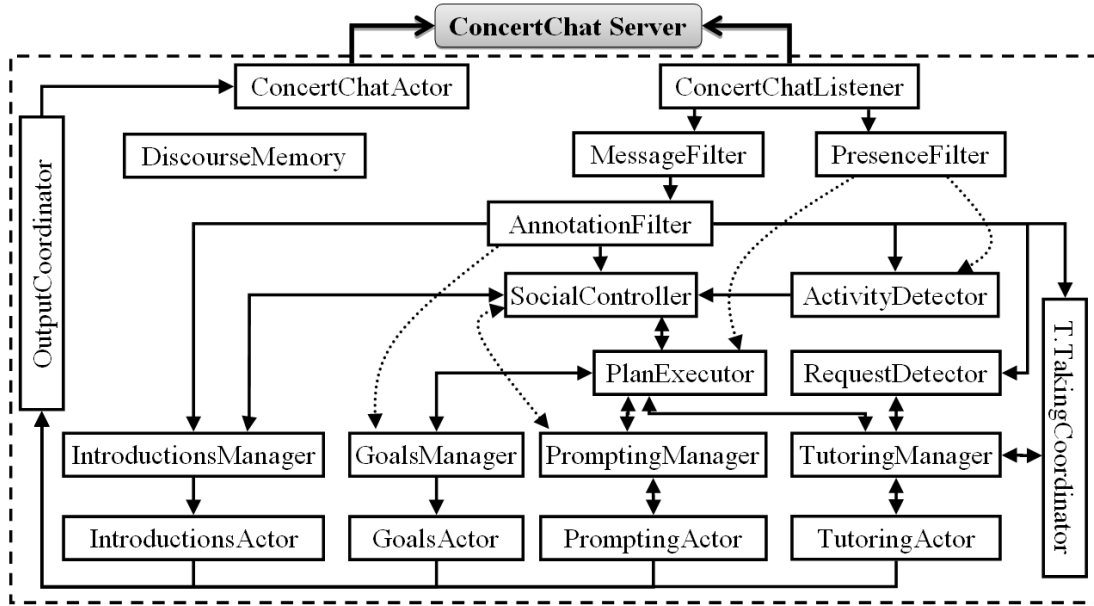 ConcertChat Server
ConcertChatActor
ConcertChatListener
OutputCoordinator
DiscourseMemory
MessageFilter
PresenceFilter
AnnotationFilter
SocialController
ActivityDetector
T.TakingCoordinator
PlanExecutor
RequestDetector
IntroductionsManager
GoalsManager
PromptingManager
TutoringManager
IntroductionsActor
GoalsActor
PromptingActor
TutoringActor